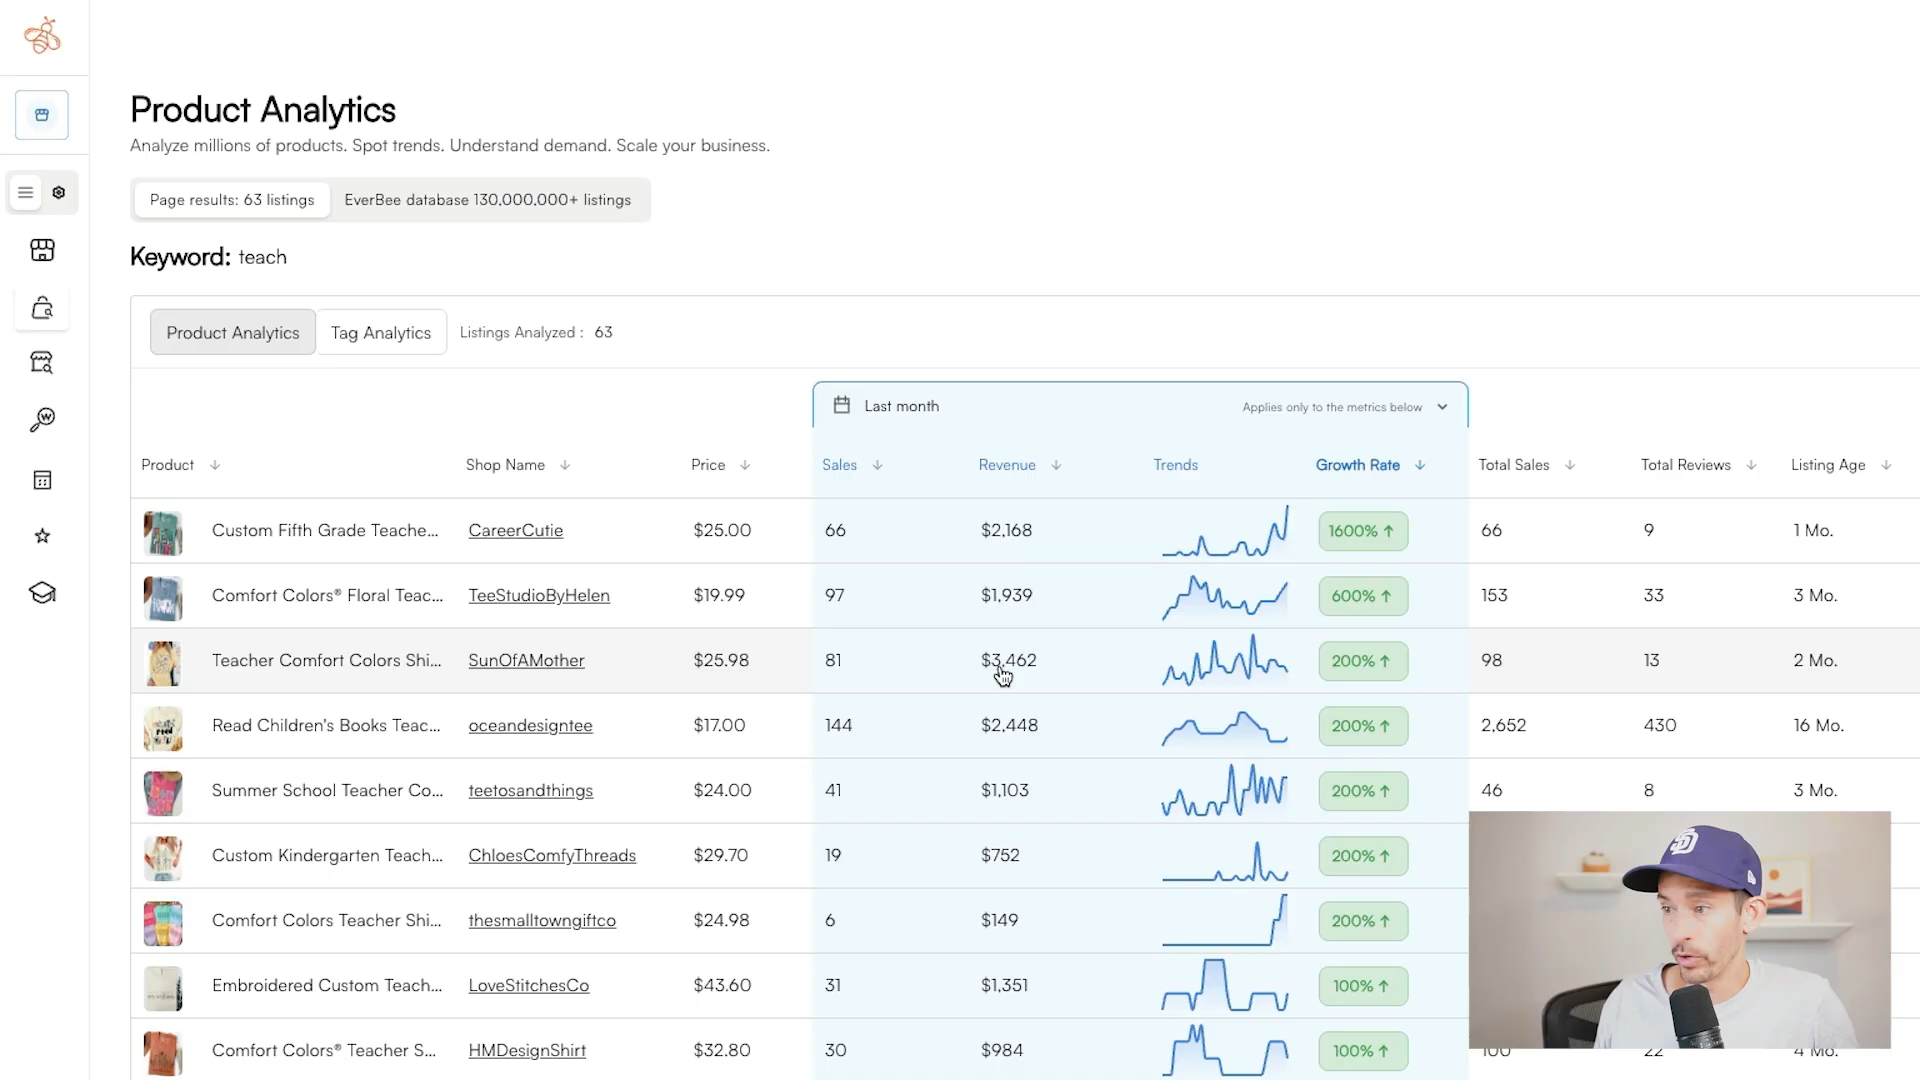 Product Analytics
Analyze millions of products. Spot trends. Understand demand. Scale your business.
Page results: 63 listings EverBee database 130,000,000+ listings
Keyword: teach
Product Analytics Tag Analytics Listings Analyzed : 63
Last month Applies only to the metrics below
Product Shop Name Price Sales Revenue Trends Growth Rate Total Sales Total Reviews Listing Age
Custom Fifth Grade Teache... CareerCutie $25.00 66 $2,168 1600% ↑ 66 9 1 Mo.
Comfort Colors® Floral Teac... TeeStudioByHelen $19.99 97 $1,939 600% ↑ 153 33 3 Mo.
Teacher Comfort Colors Shi... SunOfAMother $25.98 81 $3,462 200% ↑ 98 13 2 Mo.
Read Children's Books Teac... oceandesigntee $17.00 144 $2,448 200% ↑ 2,652 430 16 Mo.
Summer School Teacher Co... teetosandthings $24.00 41 $1,103 200% ↑ 46 8 3 Mo.
Custom Kindergarten Teach... ChloesComfyThreads $29.70 19 $752 200% ↑
Comfort Colors Teacher Shi... thesmalltowngiftco $24.98 6 $149 200% ↑
Embroidered Custom Teach... LoveStitchesCo $43.60 31 $1,351 100% ↑
Comfort Colors® Teacher S... HMDesignShirt $32.80 30 $984 100% ↑ 100 22 4 Mo.
SD